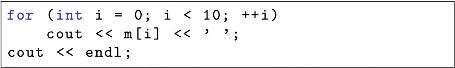 for (int i = 0; i < 10; ++i)
    cout << m[i] << ’ ’;
cout << endl;